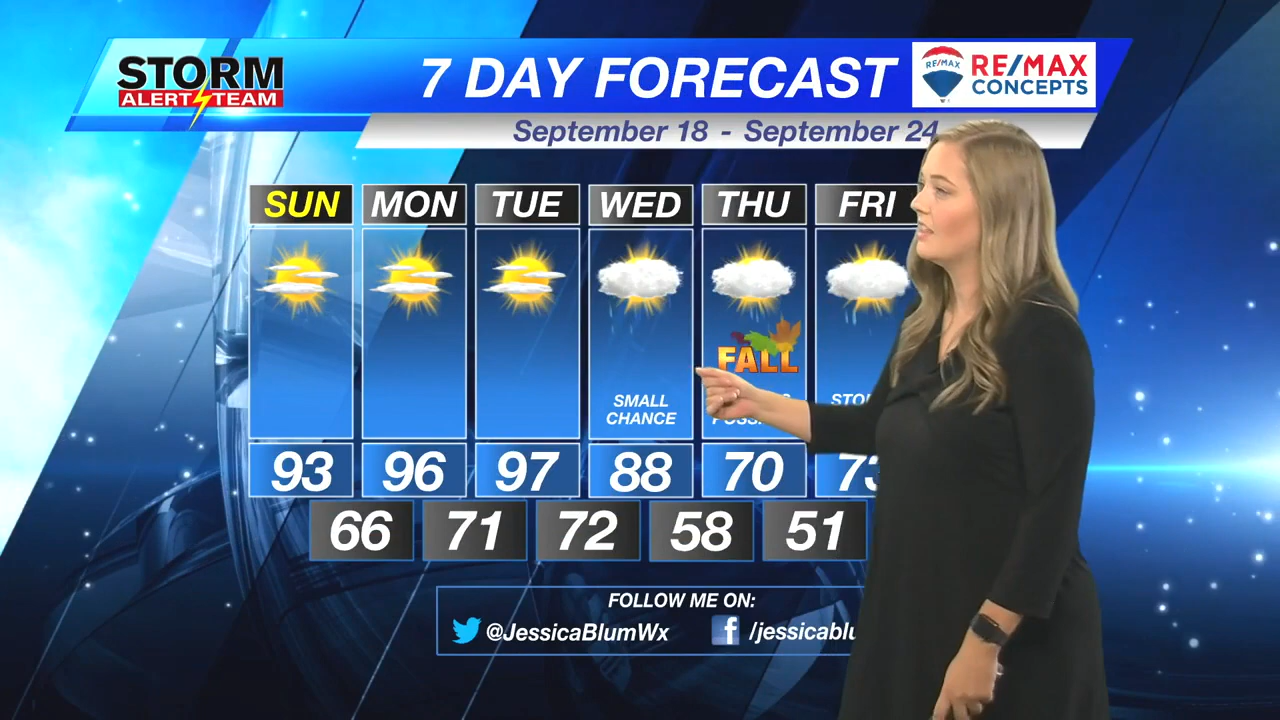 STORM
ALERT TEAM
7 DAY FORECAST
RE/MAX
RE/MAX
CONCEPTS
September 18 - September 24
SUN MON TUE WED THU FRI
FALL
SMALL
CHANCE
93 96 97 88 70
66 71 72 58 51
FOLLOW ME ON:
@JessicaBlumWx f /jessicablu